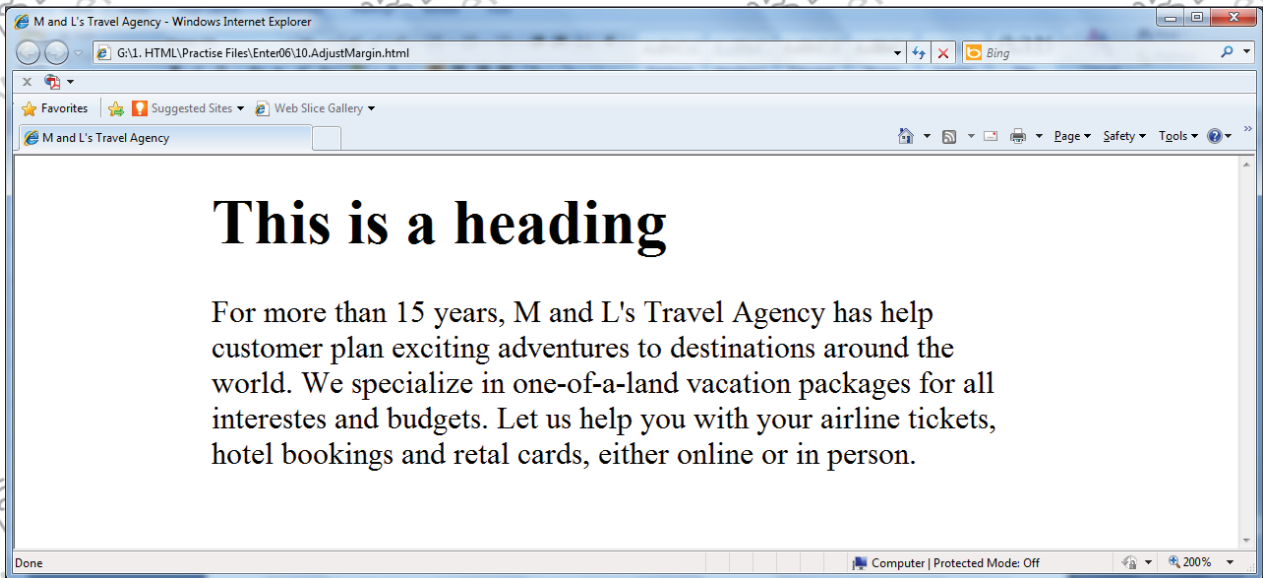 M and L's Travel Agency - Windows Internet Explorer
G:\1. HTML\Practise Files\Enter06\10.AdjustMargin.html
Bing
x
Favorites Suggested Sites Web Slice Gallery
M and L's Travel Agency Page Safety Tools »
This is a heading
For more than 15 years, M and L's Travel Agency has help
customer plan exciting adventures to destinations around the
world. We specialize in one-of-a-land vacation packages for all
interestes and budgets. Let us help you with your airline tickets,
hotel bookings and retal cards, either online or in person.
Done Computer | Protected Mode: Off 200%